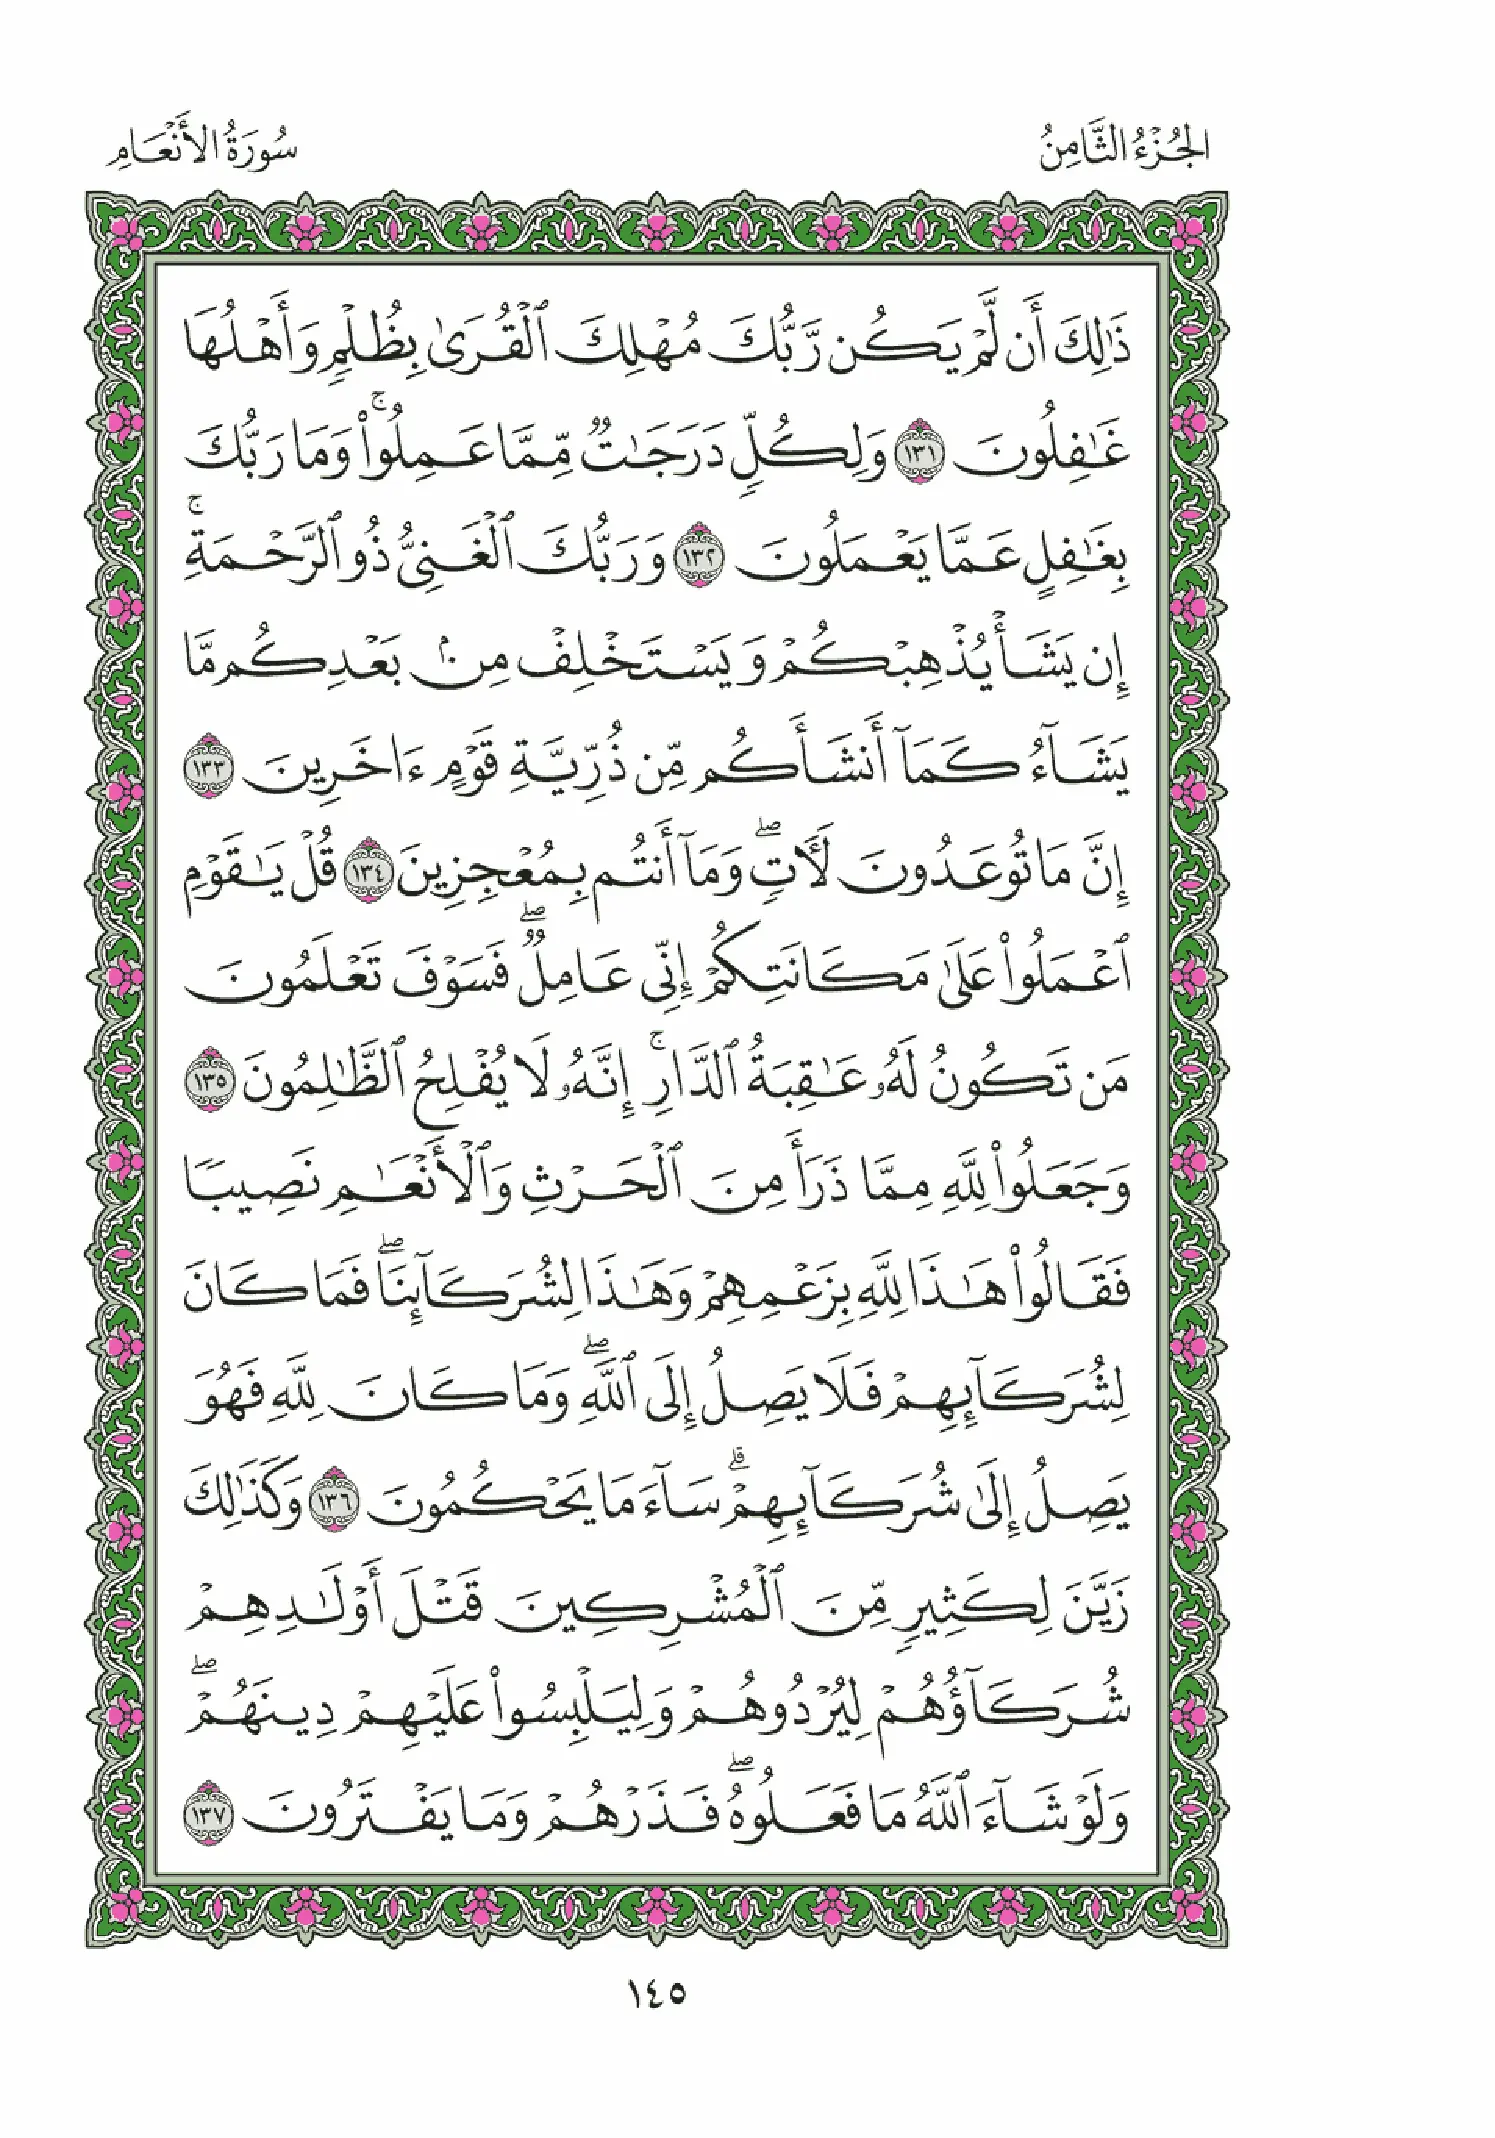 الجُزْءُ الثَّامِنُ
سُورَةُ الأَنْعَامِ
ذَٰلِكَ أَن لَّمْ يَكُن رَّبُّكَ مُهْلِكَ ٱلْقُرَىٰ بِظُلْمٍ وَأَهْلُهَا
غَـٰفِلُونَ ١٣١ وَلِكُلٍّ دَرَجَـٰتٌ مِّمَّا عَمِلُوا۟ ۚ وَمَا رَبُّكَ
بِغَـٰفِلٍ عَمَّا يَعْمَلُونَ ١٣٢ وَرَبُّكَ ٱلْغَنِىُّ ذُو ٱلرَّحْمَةِ ۚ
إِن يَشَأْ يُذْهِبْكُمْ وَيَسْتَخْلِفْ مِنۢ بَعْدِكُم مَّا
يَشَآءُ كَمَآ أَنشَأَكُم مِّن ذُرِّيَّةِ قَوْمٍ ءَاخَرِينَ ١٣٣
إِنَّ مَا تُوعَدُونَ لَـَٔاتٍ ۖ وَمَآ أَنتُم بِمُعْجِزِينَ ١٣٤ قُلْ يَـٰقَوْمِ
ٱعْمَلُوا۟ عَلَىٰ مَكَانَتِكُمْ إِنِّى عَامِلٌ ۖ فَسَوْفَ تَعْلَمُونَ
مَن تَكُونُ لَهُۥ عَـٰقِبَةُ ٱلدَّارِ ۚ إِنَّهُۥ لَا يُفْلِحُ ٱلظَّـٰلِمُونَ ١٣٥
وَجَعَلُوا۟ لِلَّهِ مِمَّا ذَرَأَ مِنَ ٱلْحَرْثِ وَٱلْأَنْعَـٰمِ نَصِيبًا
فَقَالُوا۟ هَـٰذَا لِلَّهِ بِزَعْمِهِمْ وَهَـٰذَا لِشُرَكَآئِنَا ۖ فَمَا كَانَ
لِشُرَكَآئِهِمْ فَلَا يَصِلُ إِلَى ٱللَّهِ ۖ وَمَا كَانَ لِلَّهِ فَهُوَ
يَصِلُ إِلَىٰ شُرَكَآئِهِمْ ۗ سَآءَ مَا يَحْكُمُونَ ١٣٦ وَكَذَٰلِكَ
زَيَّنَ لِكَثِيرٍ مِّنَ ٱلْمُشْرِكِينَ قَتْلَ أَوْلَـٰدِهِمْ
شُرَكَآؤُهُمْ لِيُرْدُوهُمْ وَلِيَلْبِسُوا۟ عَلَيْهِمْ دِينَهُمْ ۖ
وَلَوْ شَآءَ ٱللَّهُ مَا فَعَلُوهُ ۖ فَذَرْهُمْ وَمَا يَفْتَرُونَ ١٣٧
١٤٥